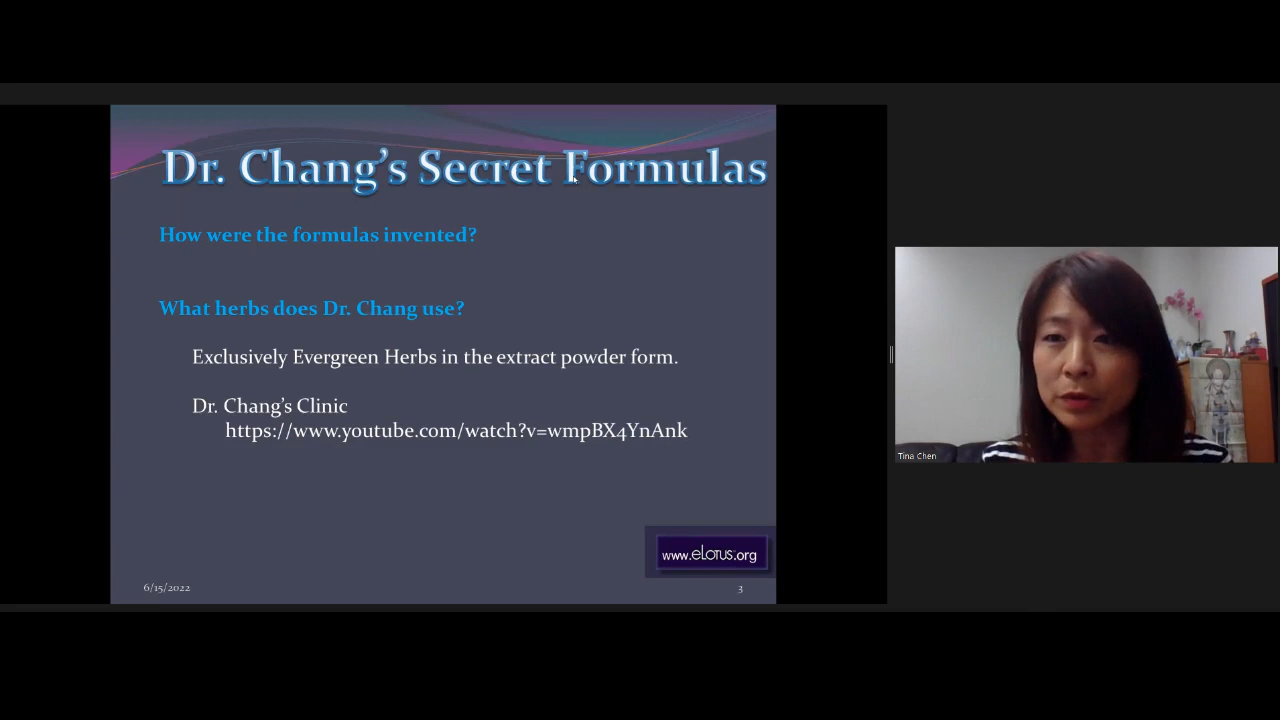 Dr. Chang's Secret Formulas
How were the formulas invented?
What herbs does Dr. Chang use?
Exclusively Evergreen Herbs in the extract powder form.
Dr. Chang's Clinic
https://www.youtube.com/watch?v=wmpBX4YnAnk
www.eLotus.org
6/15/2022
3
Tina Chen